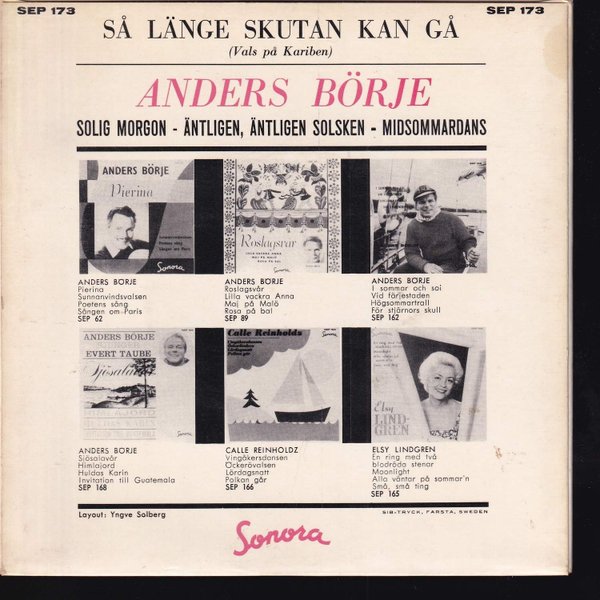 SEP 173
SEP 173
SÅ LÄNGE SKUTAN KAN GÅ
(Vals på Kariben)
ANDERS BÖRJE
SOLIG MORGON - ÄNTLIGEN, ÄNTLIGEN SOLSKEN - MIDSOMMARDANS
ANDERS BÖRJE
Pierina
Sonora
Roslagsvår
Sonora
ANDERS BÖRJE
Pierina
Sunnanvindsvalsen
Poetens sång
Sången om Paris
SEP 62
ANDERS BÖRJE
Roslagsvår
Lilla vackra Anna
Maj på Malö
Rosa på bal
SEP 89
ANDERS BÖRJE
I sommar och sol
Vid färjestaden
Högsommartrall
För stjärnors skull
SEP 162
ANDERS BÖRJE
SJUNGER
EVERT TAUBE
Sjösalavår
HIMLAJORD
HULDAS KARIN
Calle Reinholdz
Elsy
LIND-
GREN
ANDERS BÖRJE
Sjösalavår
Himlajord
Huldas Karin
Invitation till Guatemala
SEP 168
CALLE REINHOLDZ
Vingåkersdansen
Öckerövalsen
Lördagsnatt
Polkan går
SEP 166
ELSY LINDGREN
En ring med två
blodröda stenar
Moonlight
Alla väntar på sommar'n
Små, små ting
SEP 165
Layout: Yngve Solberg
SIB-TRYCK, FARSTA, SWEDEN
Sonora